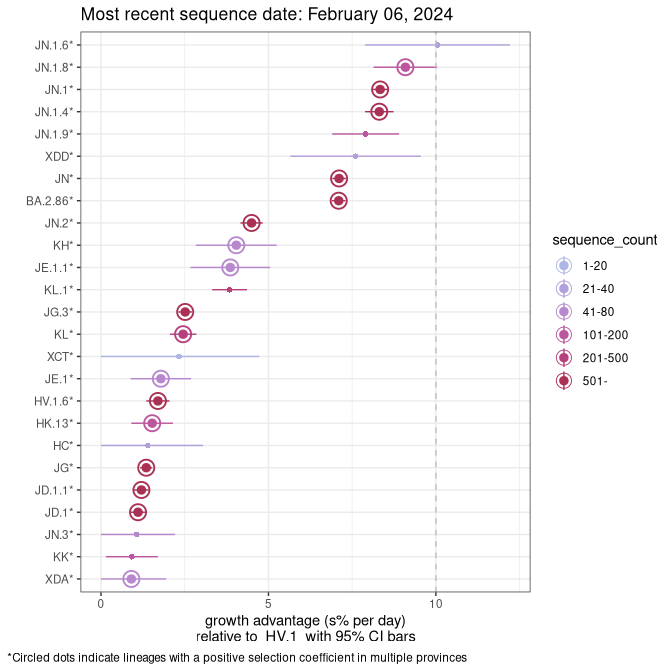 Most recent sequence date: February 06, 2024
JN.1.6*
JN.1.8*
JN.1*
JN.1.4*
JN.1.9*
XDD*
JN*
BA.2.86*
JN.2*
KH*
JE.1.1*
KL.1*
JG.3*
KL*
XCT*
JE.1*
HV.1.6*
HK.13*
HC*
JG*
JD.1.1*
JD.1*
JN.3*
KK*
XDA*
0 5 10
growth advantage (s% per day)
relative to HV.1 with 95% CI bars
sequence_count
1-20
21-40
41-80
101-200
201-500
501-
*Circled dots indicate lineages with a positive selection coefficient in multiple provinces